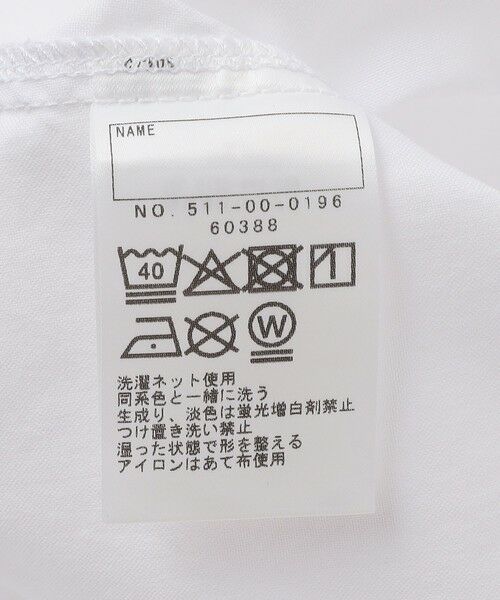 NAME
NO. 511-00-0196
60388
40
W
洗濯ネット使用
同系色と一緒に洗う
生成り、淡色は蛍光増白剤禁止
つけ置き洗い禁止
湿った状態で形を整える
アイロンはあて布使用